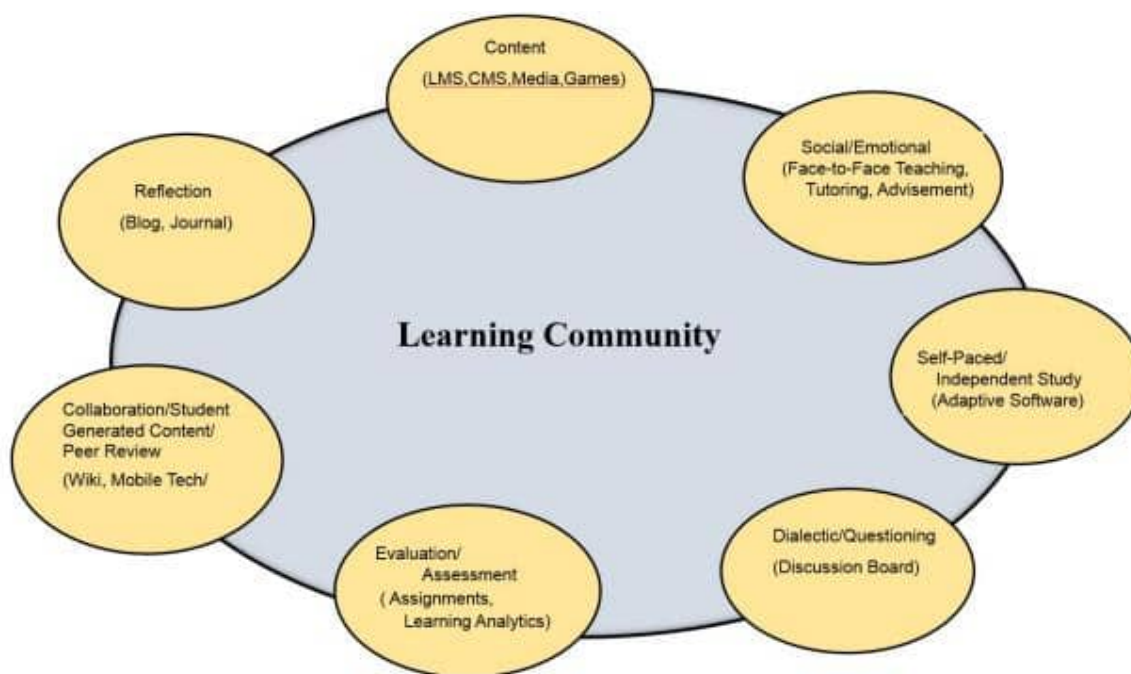 Content
(LMS,CMS,Media,Games)
Social/Emotional
(Face-to-Face Teaching,
Tutoring, Advisement)
Reflection
(Blog, Journal)
Learning Community
Self-Paced/
Independent Study
(Adaptive Software)
Collaboration/Student
Generated Content/
Peer Review
(Wiki, Mobile Tech/
Dialectic/Questioning
(Discussion Board)
Evaluation/
Assessment
( Assignments,
Learning Analytics)